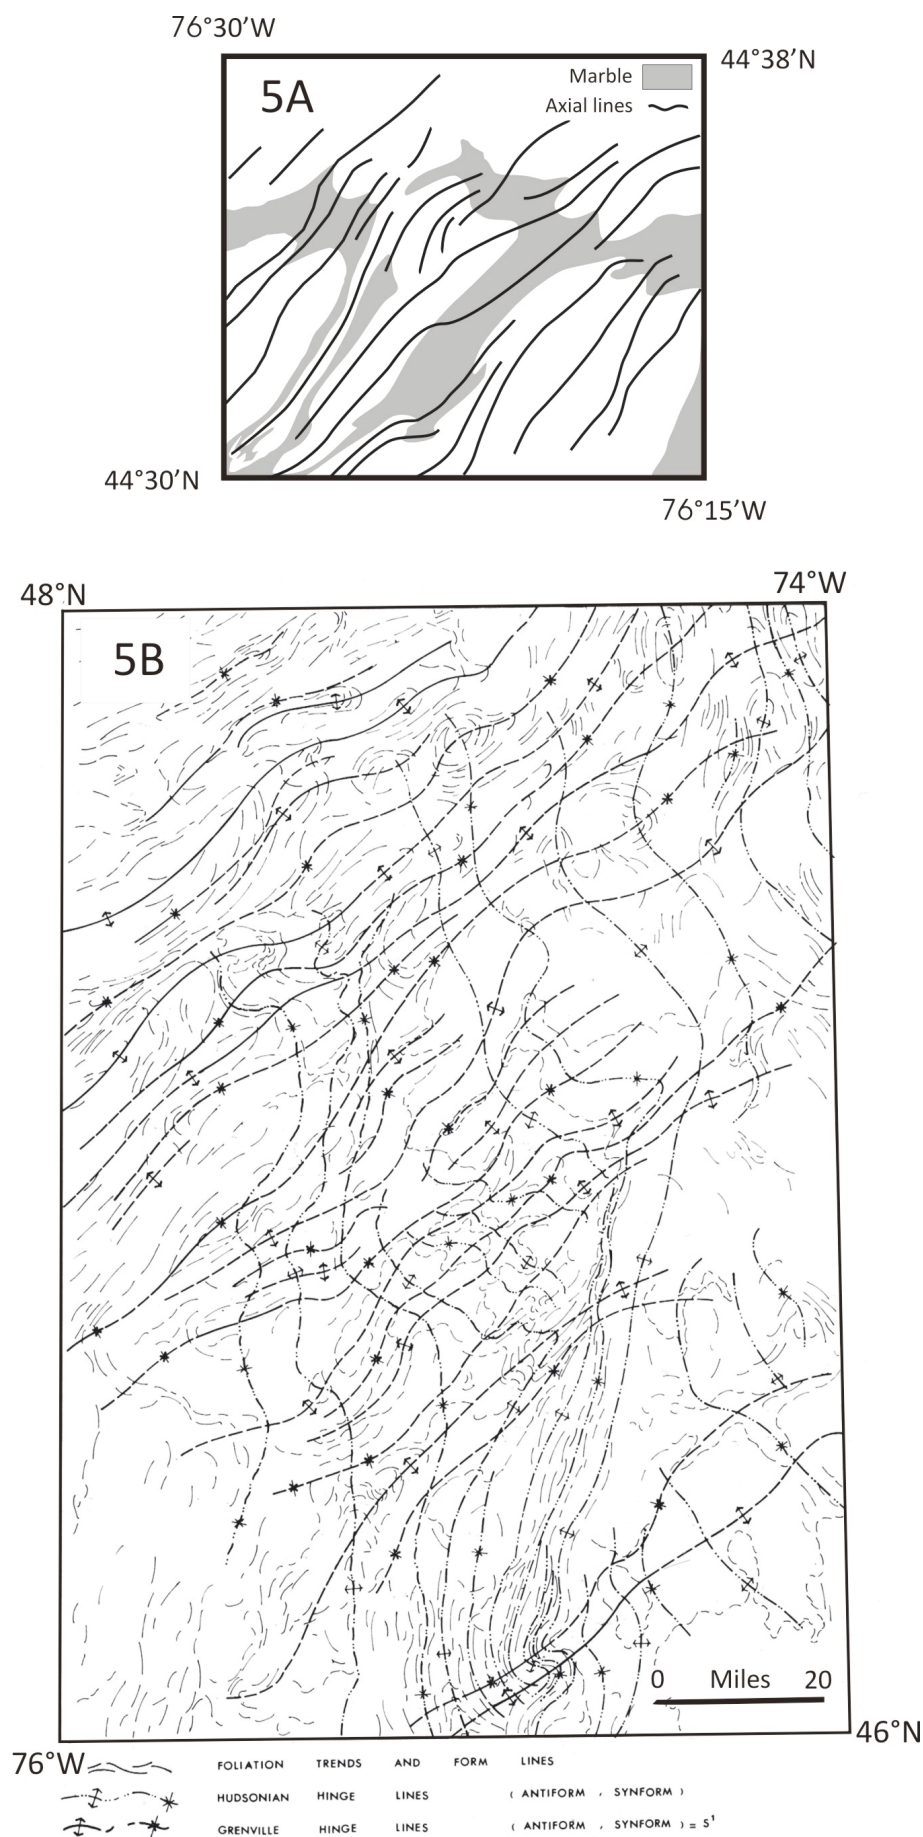 76°30’W
44°38’N
5A
Marble
Axial lines
44°30’N
76°15’W
48°N
74°W
5B
0 Miles 20
46°N
76°W
FOLIATION TRENDS AND FORM LINES
HUDSONIAN HINGE LINES ( ANTIFORM , SYNFORM )
GRENVILLE HINGE LINES ( ANTIFORM , SYNFORM ) = S¹